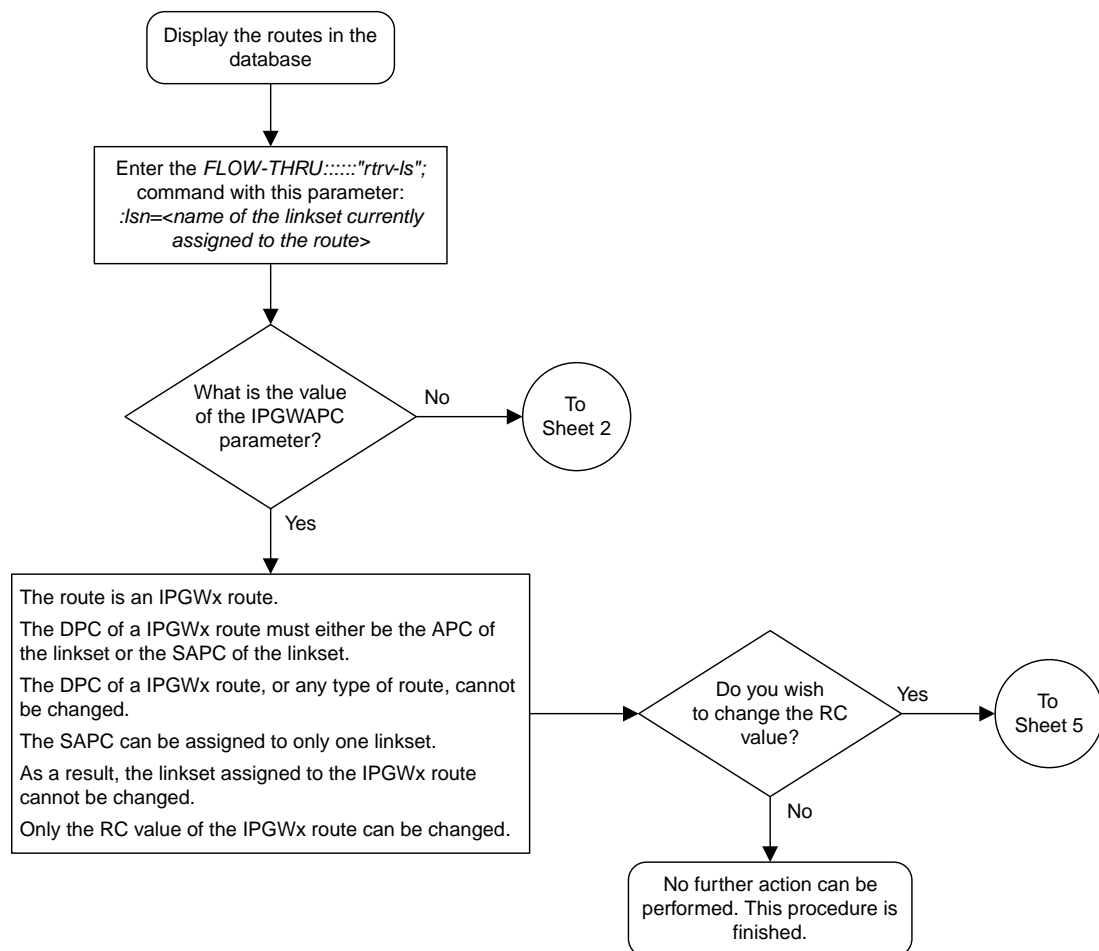 Display the routes in the
database
Enter the FLOW-THRU::::::"rtrv-ls";
command with this parameter:
:lsn=<name of the linkset currently
assigned to the route>
What is the value
of the IPGWAPC
parameter?
No
To
Sheet 2
Yes
The route is an IPGWx route.
The DPC of a IPGWx route must either be the APC of
the linkset or the SAPC of the linkset.
The DPC of a IPGWx route, or any type of route, cannot
be changed.
The SAPC can be assigned to only one linkset.
As a result, the linkset assigned to the IPGWx route
cannot be changed.
Only the RC value of the IPGWx route can be changed.
Do you wish
to change the RC
value?
Yes
To
Sheet 5
No
No further action can be
performed. This procedure is
finished.